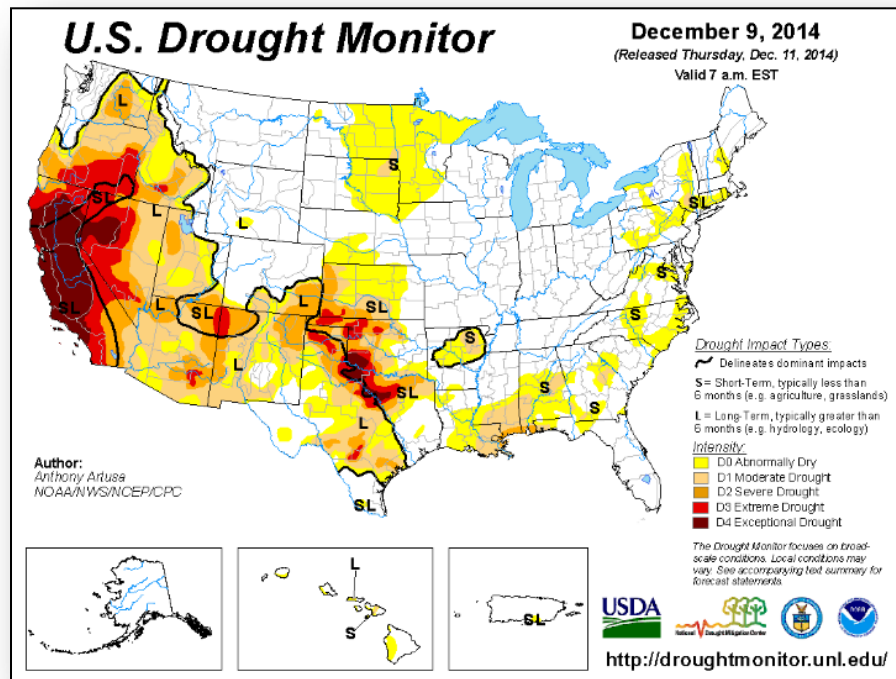 U.S. Drought Monitor
December 9, 2014
(Released Thursday, Dec. 11, 2014)
Valid 7 a.m. EST
L
S
SL
L
L
SL
S
SL
L
SL
L
SL
S
S
L
L
SL
S
L
S
SL
Drought Impact Types:
Delineates dominant impacts
S = Short-Term, typically less than
6 months (e.g. agriculture, grasslands)
L = Long-Term, typically greater than
6 months (e.g. hydrology, ecology)
Intensity:
D0 Abnormally Dry
D1 Moderate Drought
D2 Severe Drought
D3 Extreme Drought
D4 Exceptional Drought
Author:
Anthony Artusa
NOAA/NWS/NCEP/CPC
The Drought Monitor focuses on broad-
scale conditions. Local conditions may
vary. See accompanying text summary for
forecast statements.
L
S
SL
USDA
National Drought Mitigation Center
http://droughtmonitor.unl.edu/